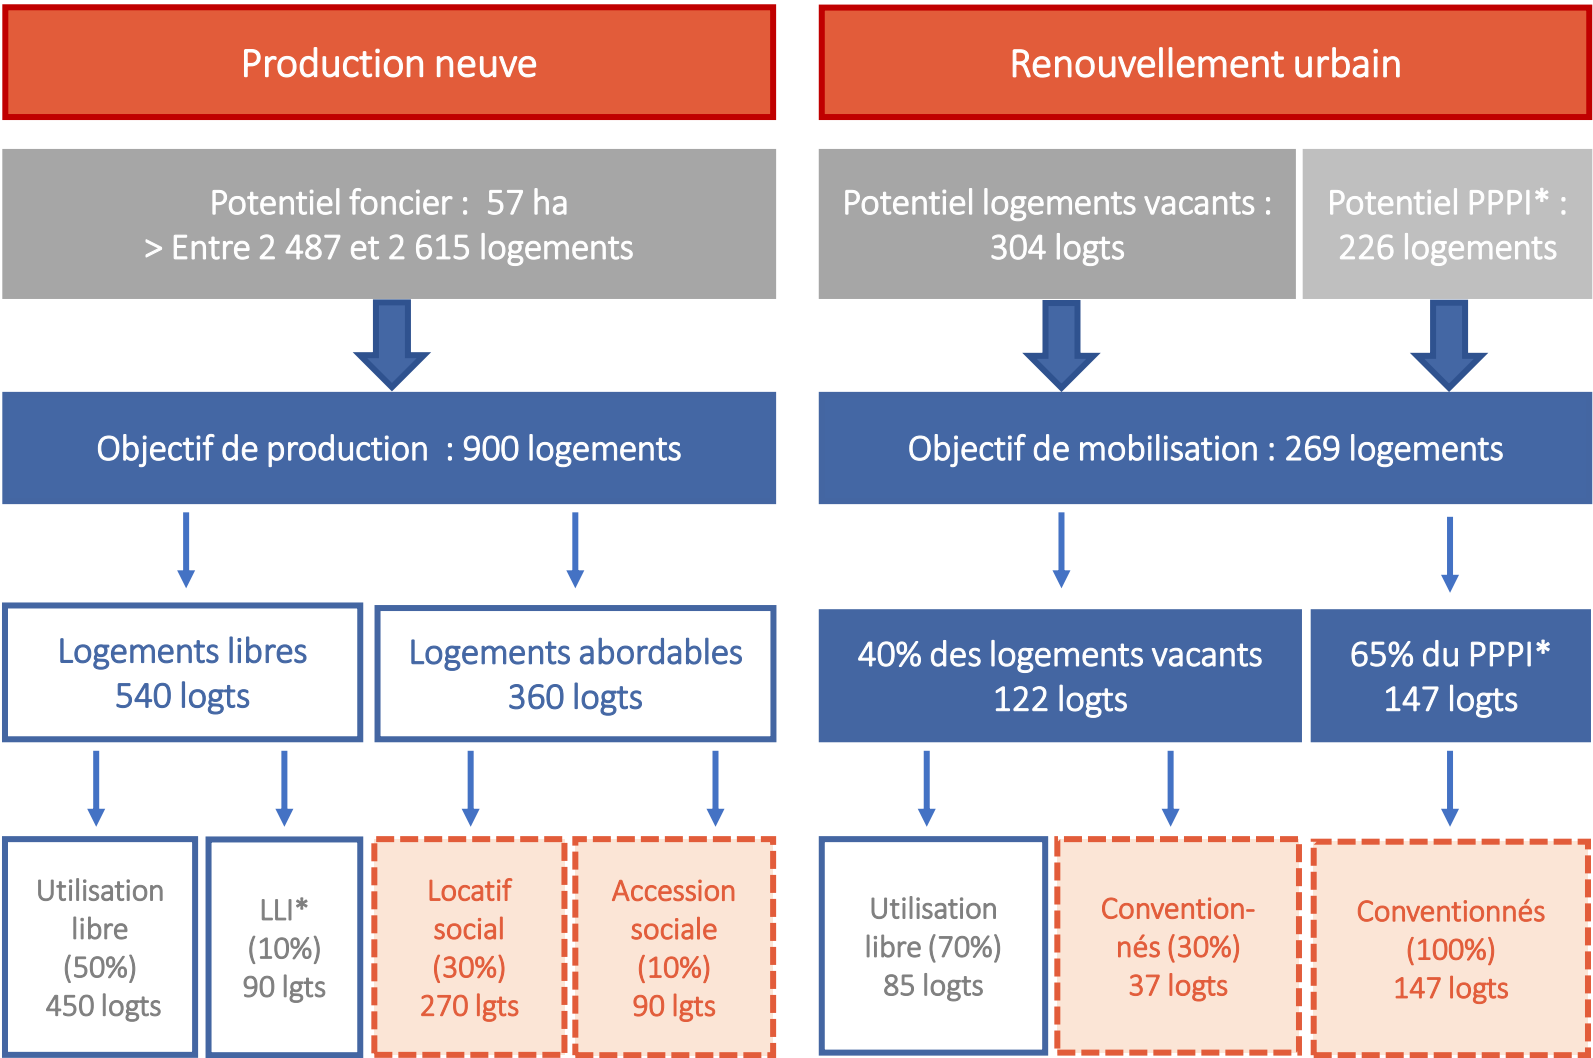 Production neuve
Potentiel foncier :  57 ha
> Entre 2 487 et 2 615 logements
Objectif de production  : 900 logements
Logements libres
540 logts
Logements abordables
360 logts
Utilisation
libre
(50%)
450 logts
LLI*
(10%)
90 lgts
Locatif
social
(30%)
270 lgts
Accession
sociale
(10%)
90 lgts
Renouvellement urbain
Potentiel logements vacants :
304 logts
Potentiel PPPI* :
226 logements
Objectif de mobilisation : 269 logements
40% des logements vacants
122 logts
65% du PPPI*
147 logts
Utilisation
libre (70%)
85 logts
Convention-
nés (30%)
37 logts
Conventionnés
(100%)
147 logts